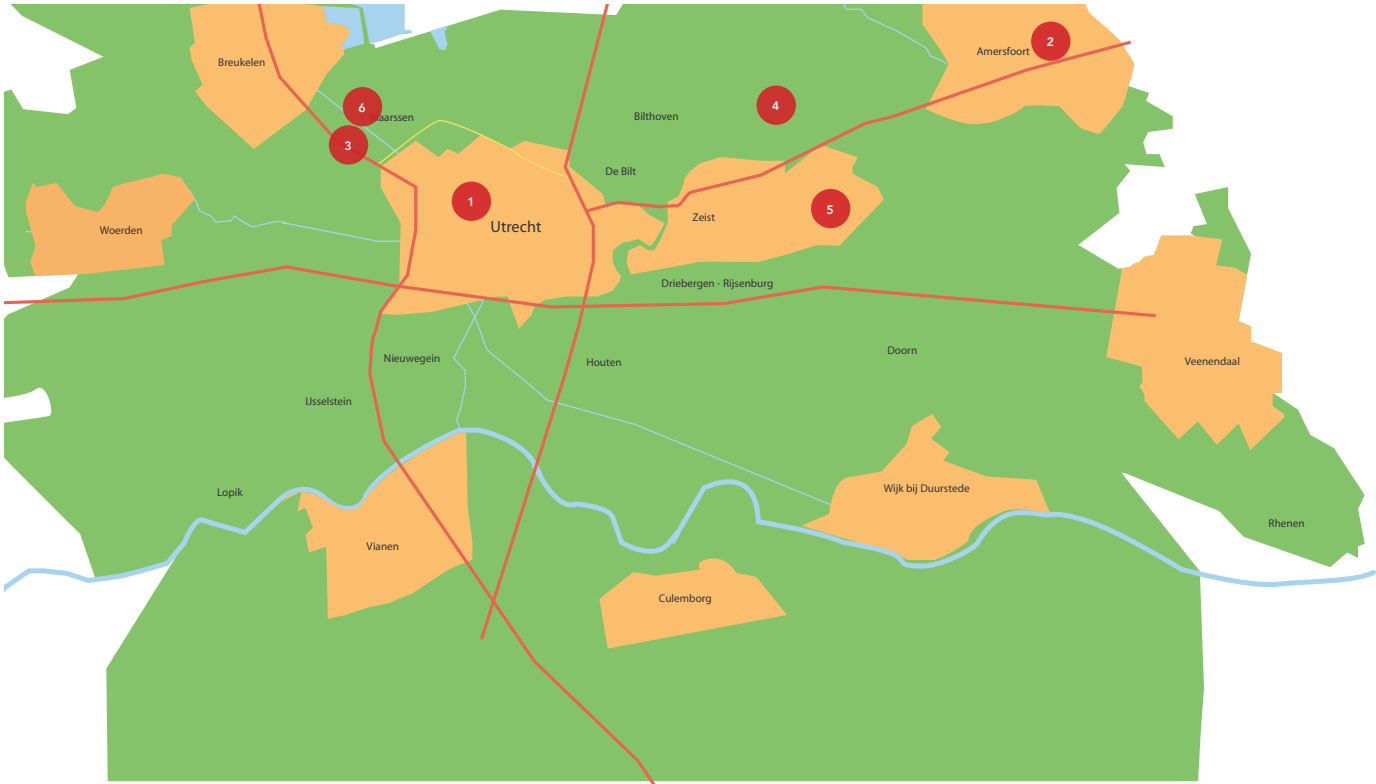 2
Amersfoort
Breukelen
4
6
Maarssen
Bilthoven
3
De Bilt
1
5
Zeist
Utrecht
Woerden
Driebergen - Rijsenburg
Doorn
Nieuwegein
Houten
Veenendaal
IJsselstein
Wijk bij Duurstede
Lopik
Rhenen
Vianen
Culemborg